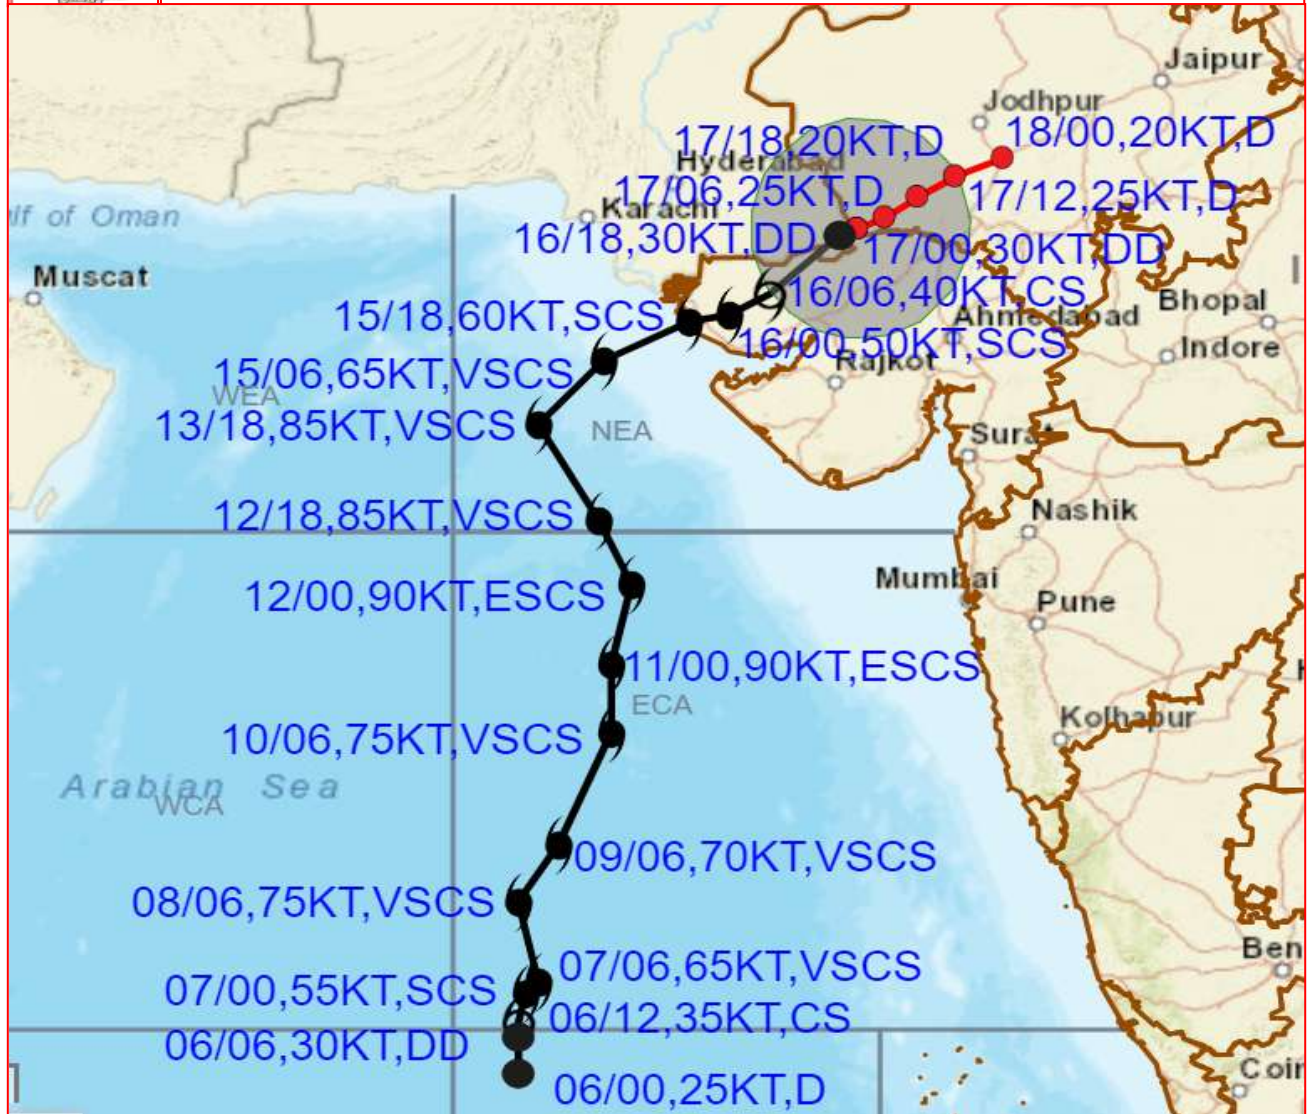 Jaipur
Jodhpur
17/18,20KT,D
18/00,20KT,D
Hyderabad
17/06,25KT,D
17/12,25KT,D
Karachi
lf of Oman
16/18,30KT,DD
17/00,30KT,DD
Muscat
16/06,40KT,CS
Bhopal
15/18,60KT,SCS
Ahmedabad
16/00,50KT,SCS
Indore
Rajkot
15/06,65KT,VSCS
WEA
13/18,85KT,VSCS
NEA
Surat
12/18,85KT,VSCS
Nashik
Mumbai
12/00,90KT,ESCS
Pune
11/00,90KT,ESCS
ECA
Kolhapur
10/06,75KT,VSCS
Arabian Sea
WCA
09/06,70KT,VSCS
08/06,75KT,VSCS
Ben
07/06,65KT,VSCS
07/00,55KT,SCS
06/12,35KT,CS
06/06,30KT,DD
Coir
06/00,25KT,D